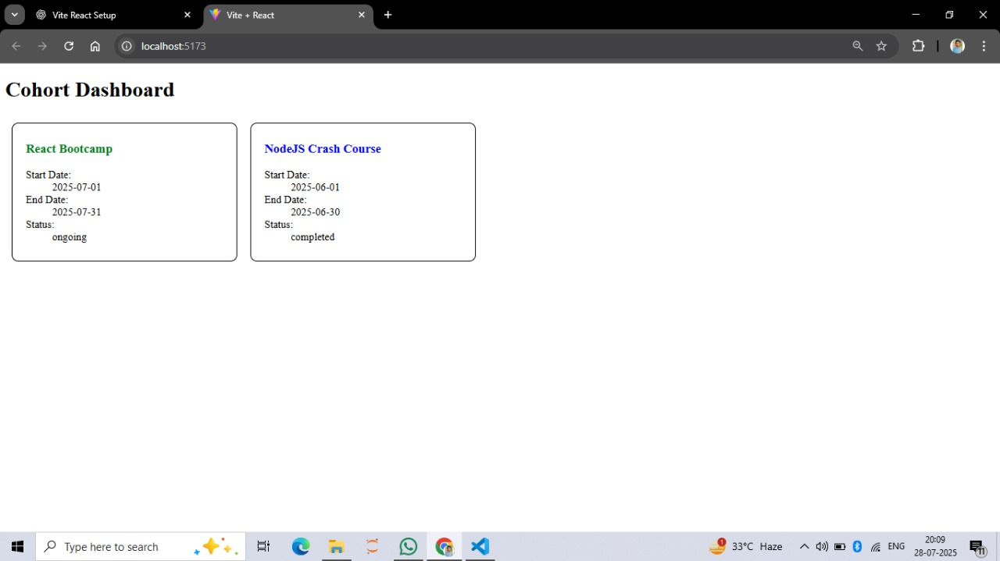 Vite React Setup
Vite + React
localhost:5173
Cohort Dashboard
React Bootcamp
Start Date:
2025-07-01
End Date:
2025-07-31
Status:
ongoing
NodeJS Crash Course
Start Date:
2025-06-01
End Date:
2025-06-30
Status:
completed
Type here to search
1
33°C Haze
ENG
20:09
28-07-2025
11